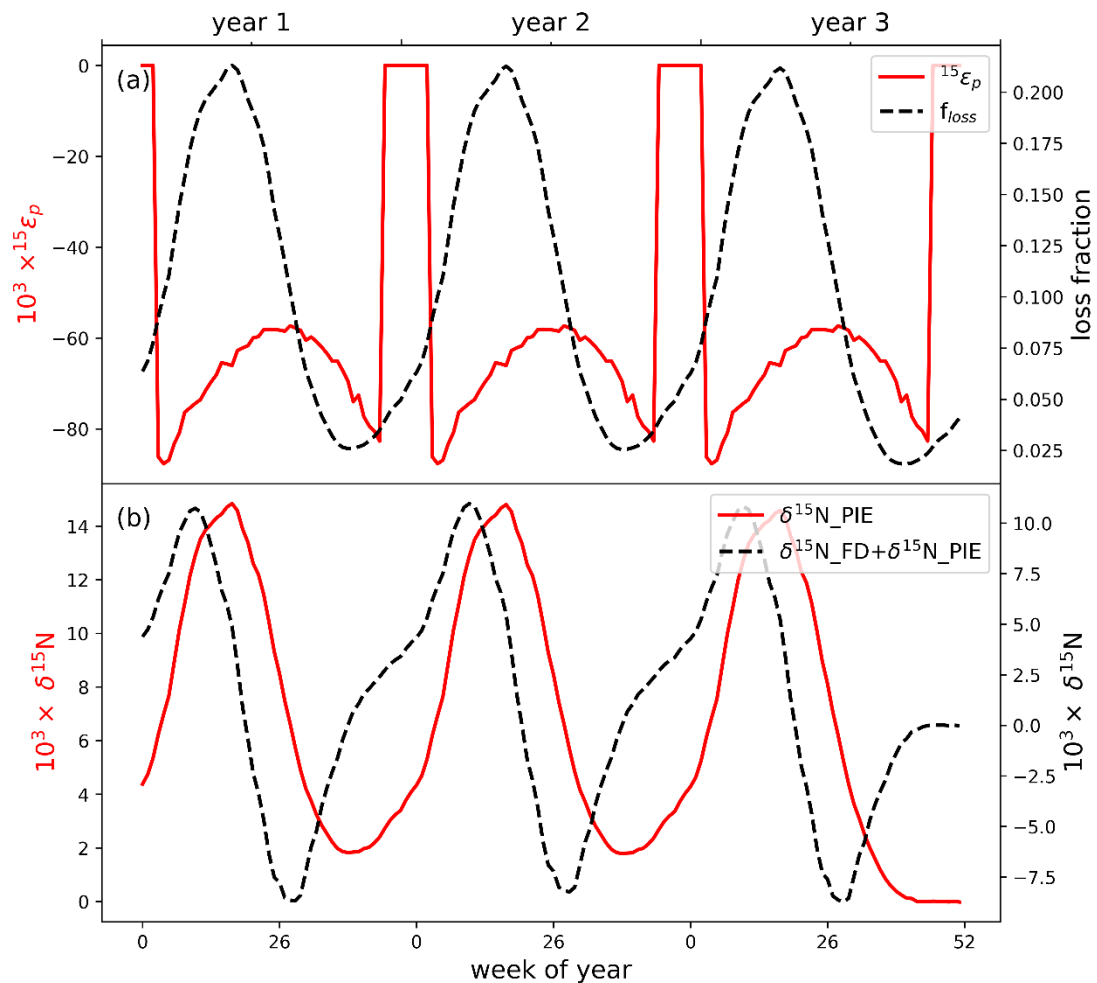 year 1 year 2 year 3
(a)
¹⁵εₚ
f_loss
0
−20
−40
−60
−80
10³ × ¹⁵εₚ
0.200
0.175
0.150
0.125
0.100
0.075
0.050
0.025
loss fraction
(b)
δ¹⁵N_PIE
δ¹⁵N_FD+δ¹⁵N_PIE
14
12
10
8
6
4
2
0
10³ × δ¹⁵N
10.0
7.5
5.0
2.5
0.0
−2.5
−5.0
−7.5
10³ × δ¹⁵N
0 26 0 26 0 26 52
week of year